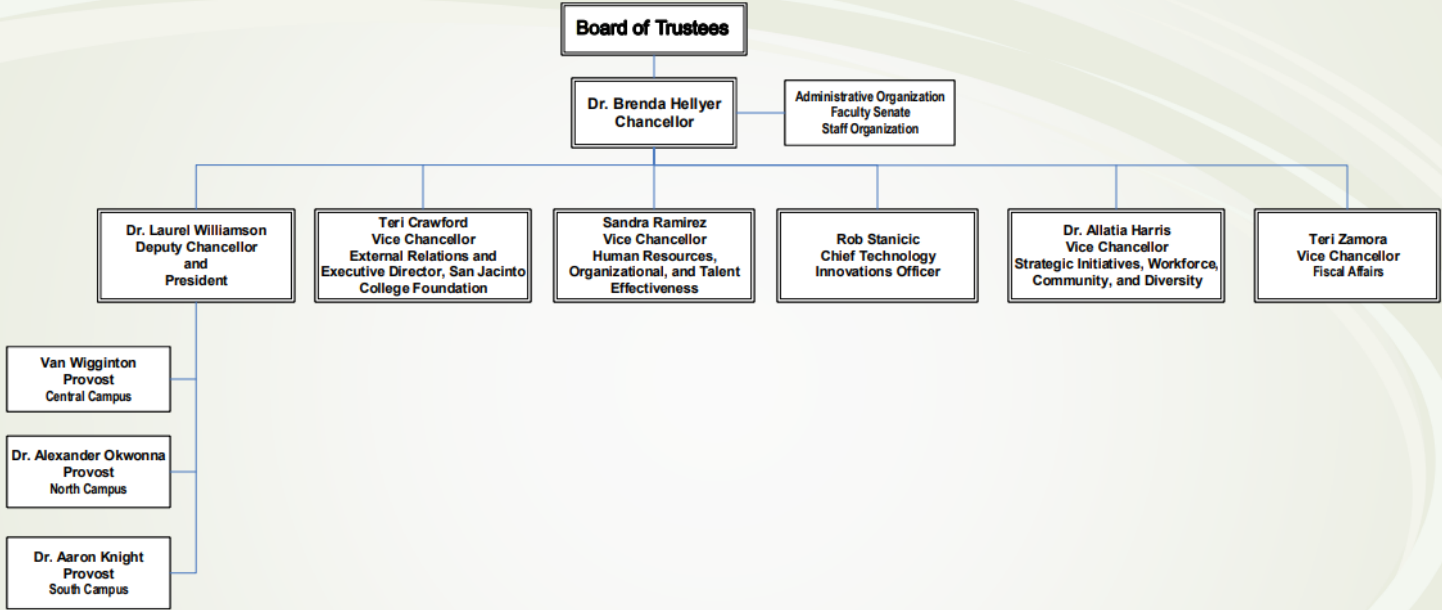 Board of Trustees
Dr. Brenda Hellyer
Chancellor
Administrative Organization
Faculty Senate
Staff Organization
Dr. Laurel Williamson
Deputy Chancellor
and
President
Teri Crawford
Vice Chancellor
External Relations and
Executive Director, San Jacinto
College Foundation
Sandra Ramirez
Vice Chancellor
Human Resources,
Organizational, and Talent
Effectiveness
Rob Stanicic
Chief Technology
Innovations Officer
Dr. Allatia Harris
Vice Chancellor
Strategic Initiatives, Workforce,
Community, and Diversity
Teri Zamora
Vice Chancellor
Fiscal Affairs
Van Wigginton
Provost
Central Campus
Dr. Alexander Okwonna
Provost
North Campus
Dr. Aaron Knight
Provost
South Campus